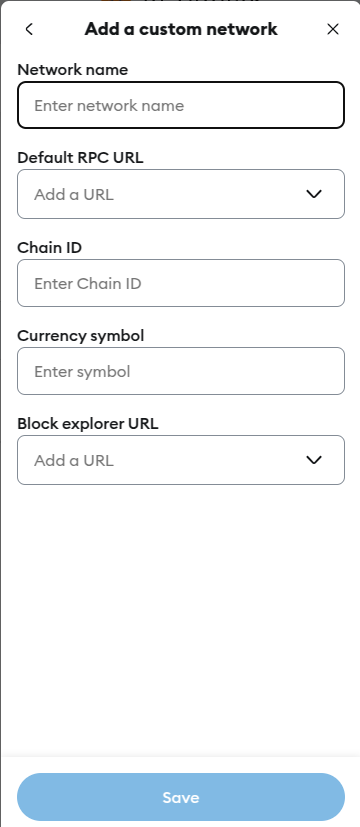 Add a custom network
Network name
Enter network name
Default RPC URL
Add a URL
Chain ID
Enter Chain ID
Currency symbol
Enter symbol
Block explorer URL
Add a URL
Save